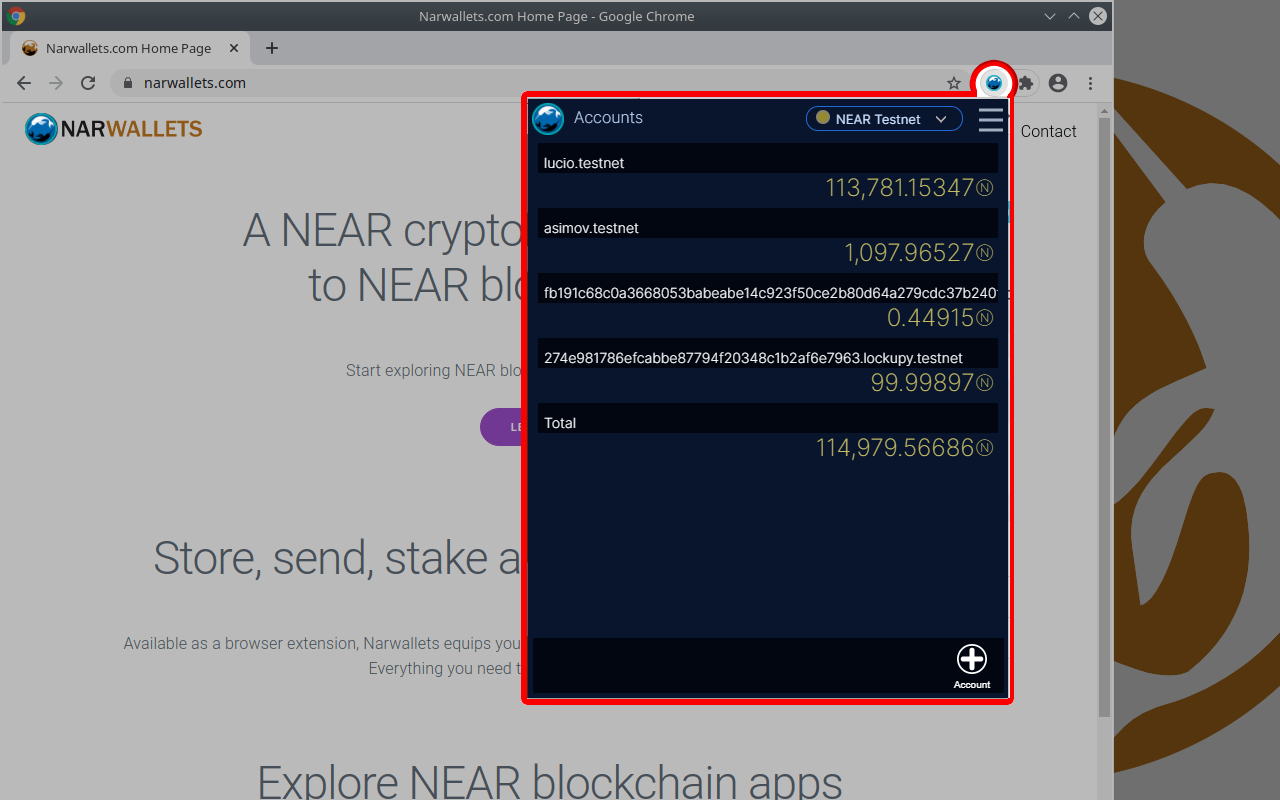 Narwallets.com Home Page - Google Chrome
Narwallets.com Home Page
narwallets.com
NARWALLETS
Contact
A NEAR crypto
to NEAR blo
Start exploring NEAR blo
LE
Store, send, stake a
Available as a browser extension, Narwallets equips you
Everything you need t
Explore NEAR blockchain apps
Accounts
NEAR Testnet
lucio.testnet
113,781.15347Ⓝ
asimov.testnet
1,097.96527Ⓝ
fb191c68c0a3668053babeabe14c923f50ce2b80d64a279cdc37b240
0.44915Ⓝ
274e981786efcabbe87794f20348c1b2af6e7963.lockupy.testnet
99.99897Ⓝ
Total
114,979.56686Ⓝ
Account